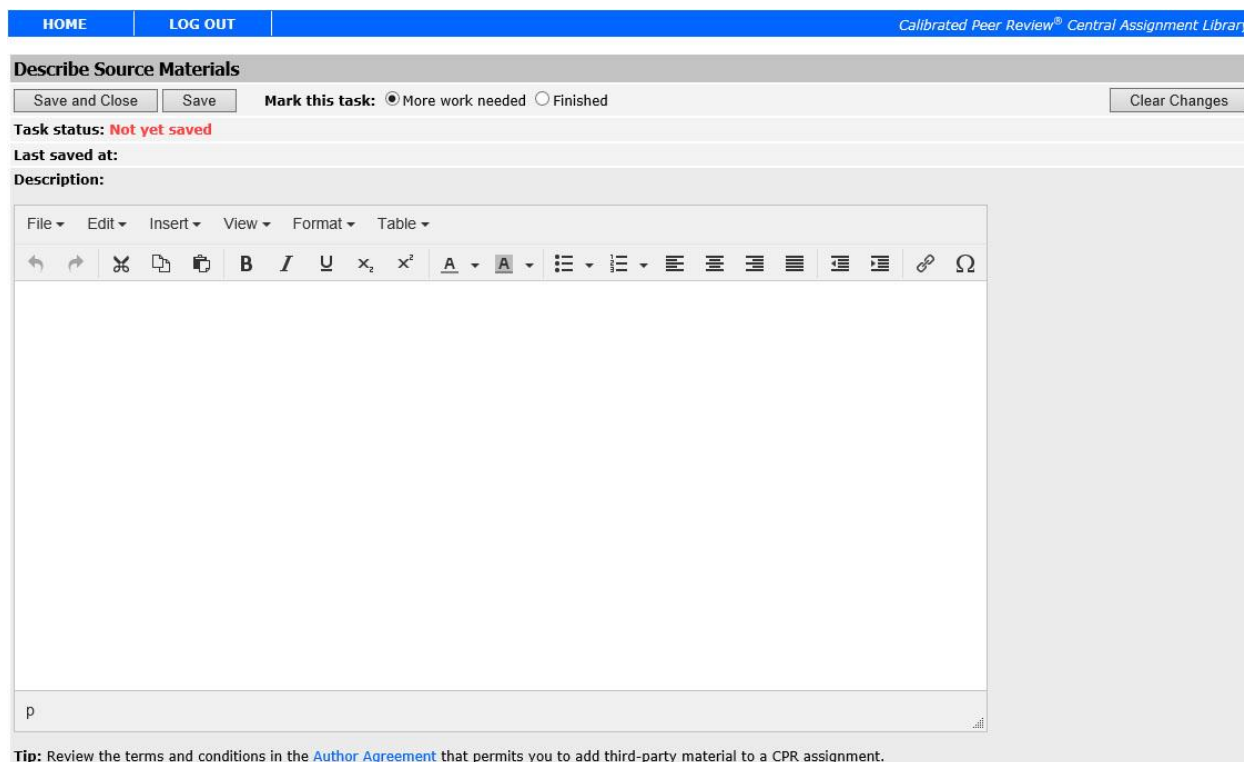 HOME LOG OUT Calibrated Peer Review® Central Assignment Library
Describe Source Materials
Save and Close Save Mark this task: More work needed Finished Clear Changes
Task status: Not yet saved
Last saved at:
Description:
File Edit Insert View Format Table
B I U x₂ x² A A Ω
p
Tip: Review the terms and conditions in the Author Agreement that permits you to add third-party material to a CPR assignment.